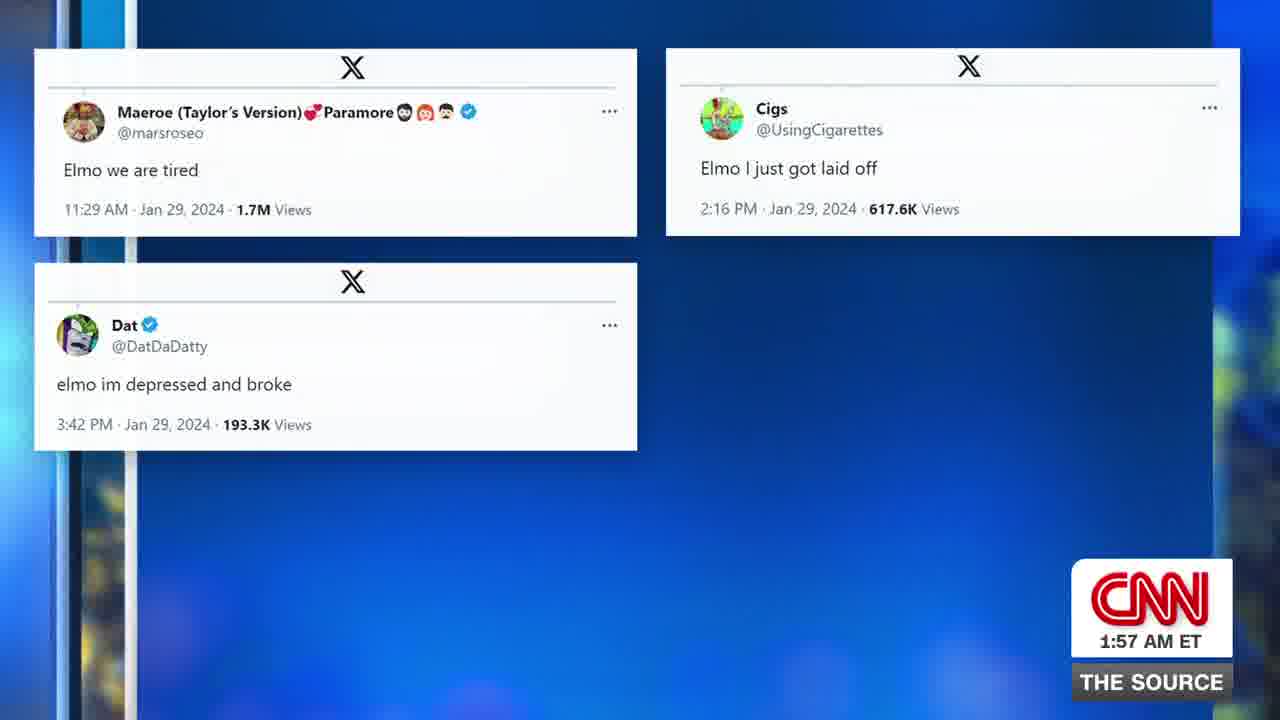 X
Maeroe (Taylor's Version)💞Paramore🧔🏻👩🏻‍🦰👨🏻
@marsroseo
Elmo we are tired
11:29 AM · Jan 29, 2024 · 1.7M Views
X
Cigs
@UsingCigarettes
Elmo I just got laid off
2:16 PM · Jan 29, 2024 · 617.6K Views
X
Dat
@DatDaDatty
elmo im depressed and broke
3:42 PM · Jan 29, 2024 · 193.3K Views
CNN
1:57 AM ET
THE SOURCE